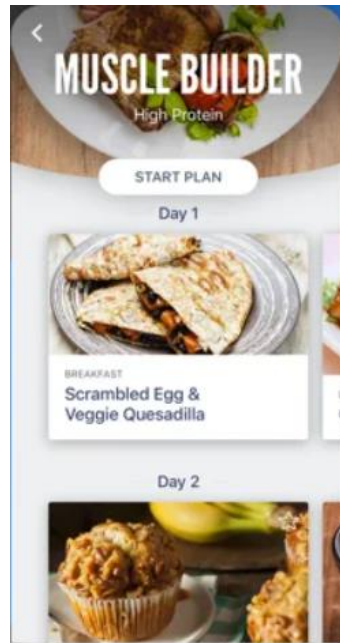 MUSCLE BUILDER
High Protein
START PLAN
Day 1
BREAKFAST
Scrambled Egg &
Veggie Quesadilla
Day 2